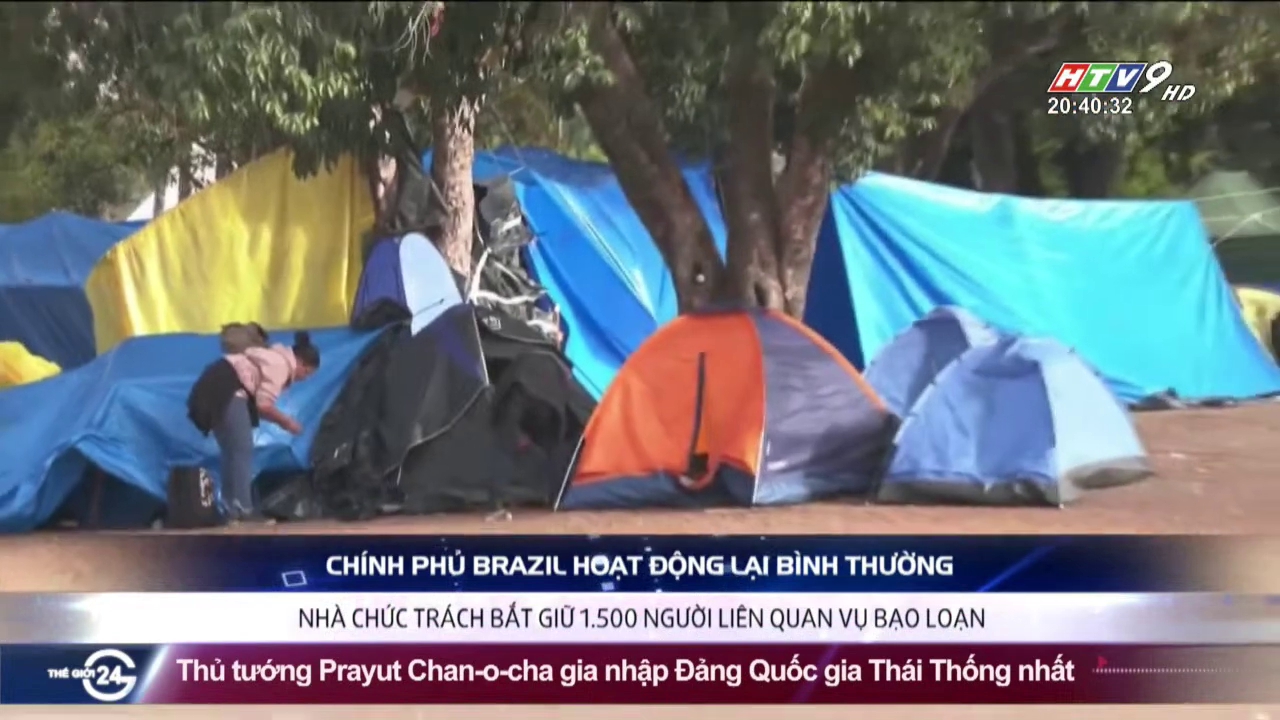 HTV9 HD
20:40:32
CHÍNH PHỦ BRAZIL HOẠT ĐỘNG LẠI BÌNH THƯỜNG
NHÀ CHỨC TRÁCH BẮT GIỮ 1.500 NGƯỜI LIÊN QUAN VỤ BẠO LOẠN
THẾ GIỚI 24G
Thủ tướng Prayut Chan-o-cha gia nhập Đảng Quốc gia Thái Thống nhất